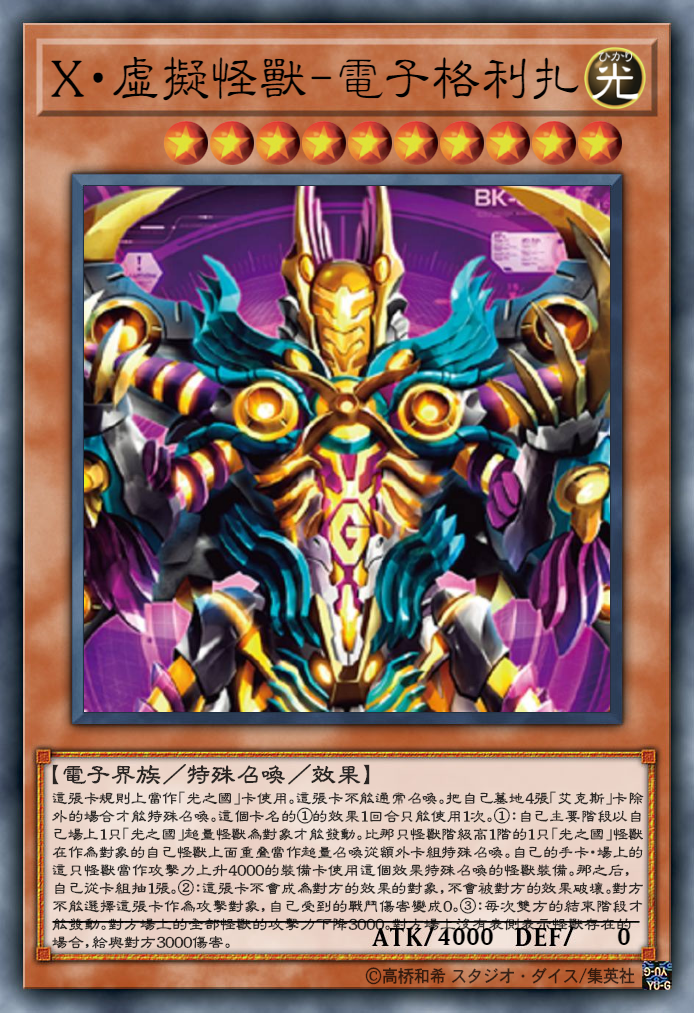 X・虛擬怪獸-電子格利扎
ひかり
光
BK-
【電子界族／特殊召喚／效果】
這張卡規則上當作「光之國」卡使用。這張卡不能通常召喚。把自己墓地4張「艾克斯」卡除
外的場合才能特殊召喚。這個卡名的①的效果1回合只能使用1次。①：自己主要階段以自
己場上1只「光之國」超量怪獸為對象才能發動。比那只怪獸階級高1階的1只「光之國」怪獸
在作為對象的自己怪獸上面重疊當作超量召喚從額外卡組特殊召喚。自己的手卡・場上的
這只怪獸當作攻擊力上升4000的裝備卡使用這個效果特殊召喚的怪獸裝備。那之后，
自己從卡組抽1張。②：這張卡不會成為對方的效果的對象，不會被對方的效果破壞。對方
不能選擇這張卡作為攻擊對象，自己受到的戰鬥傷害變成0。③：每次雙方的結束階段才
能發動。對方場上的全部怪獸的攻擊力下降3000。對方場上沒有表側表示怪獸存在的
場合，給與對方3000傷害。
ATK/4000 DEF/ 0
©高桥和希 スタジオ・ダイス/集英社
YU-G